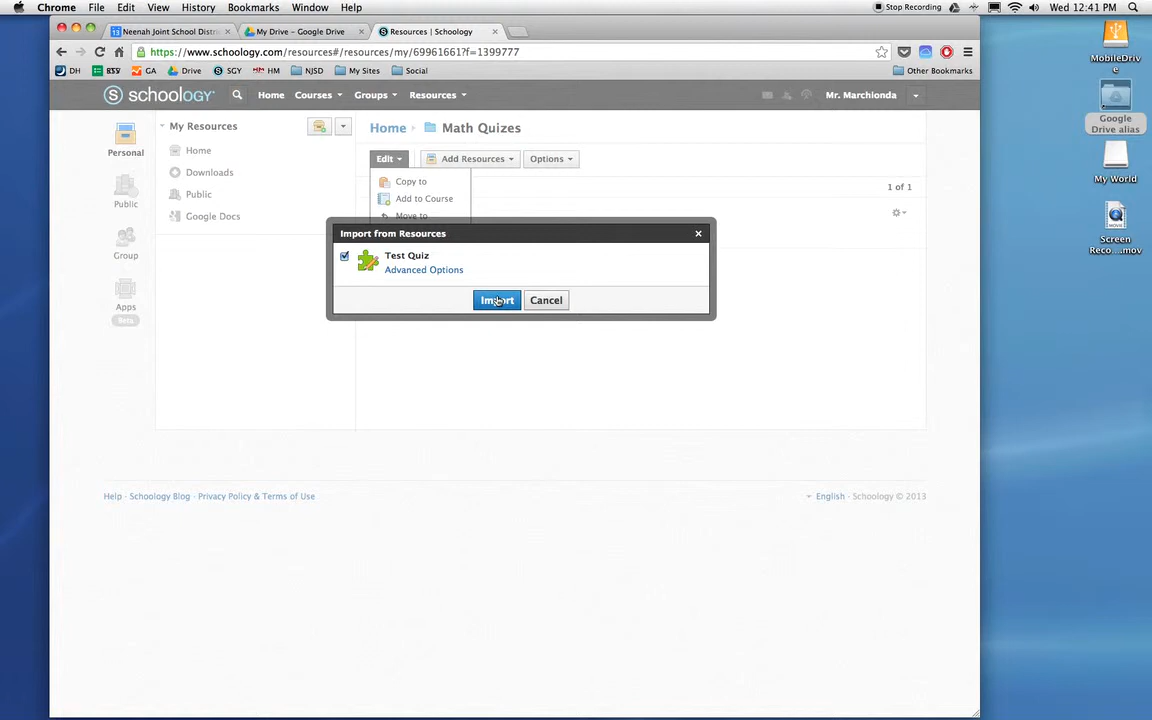 Chrome File Edit View History Bookmarks Window Help Stop Recording Wed 12:41 PM
Neenah Joint School Distri My Drive – Google Drive Resources | Schoology
https://www.schoology.com/resources#/resources/my/69961661?f=1399777
DH GA Drive SGY HM NJSD My Sites Social Other Bookmarks
MobileDriv
e
schoology Home Courses Groups Resources Mr. Marchionda
Google
Drive alias
Personal
Public
Group
Apps
Beta
My Resources
Home
Downloads
Public
Google Docs
Home Math Quizes
Edit Add Resources Options
Copy to
Add to Course
Move to
1 of 1
Import from Resources
Test Quiz
Advanced Options
Import Cancel
My World
Screen
Reco....mov
Help · Schoology Blog · Privacy Policy & Terms of Use
English · Schoology © 2013